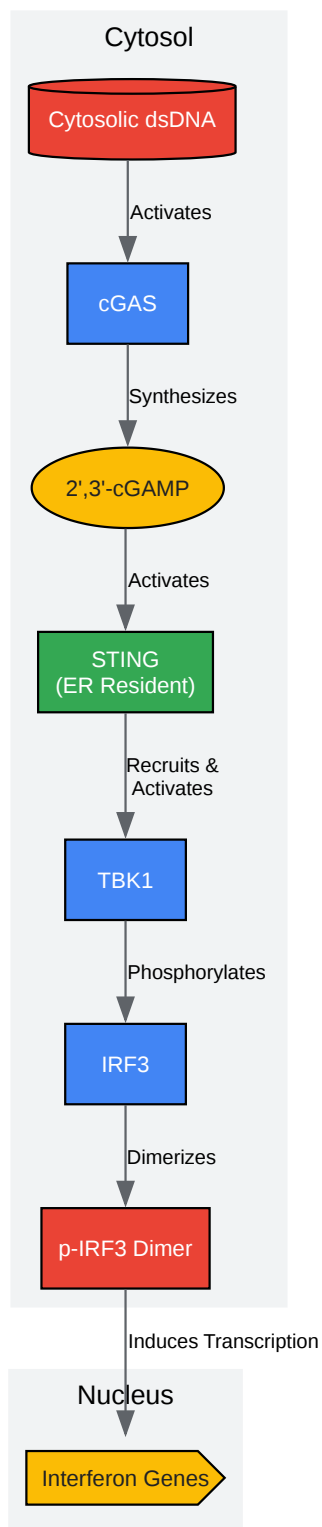 Cytosol
Cytosolic dsDNA
Activates
cGAS
Synthesizes
2',3'-cGAMP
Activates
STING
(ER Resident)
Recruits &
Activates
TBK1
Phosphorylates
IRF3
Dimerizes
p-IRF3 Dimer
Induces Transcription
Nucleus
Interferon Genes